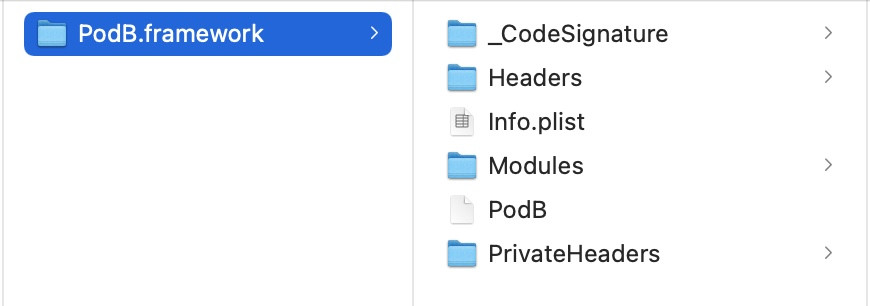 PodB.framework
_CodeSignature
Headers
Info.plist
Modules
PodB
PrivateHeaders